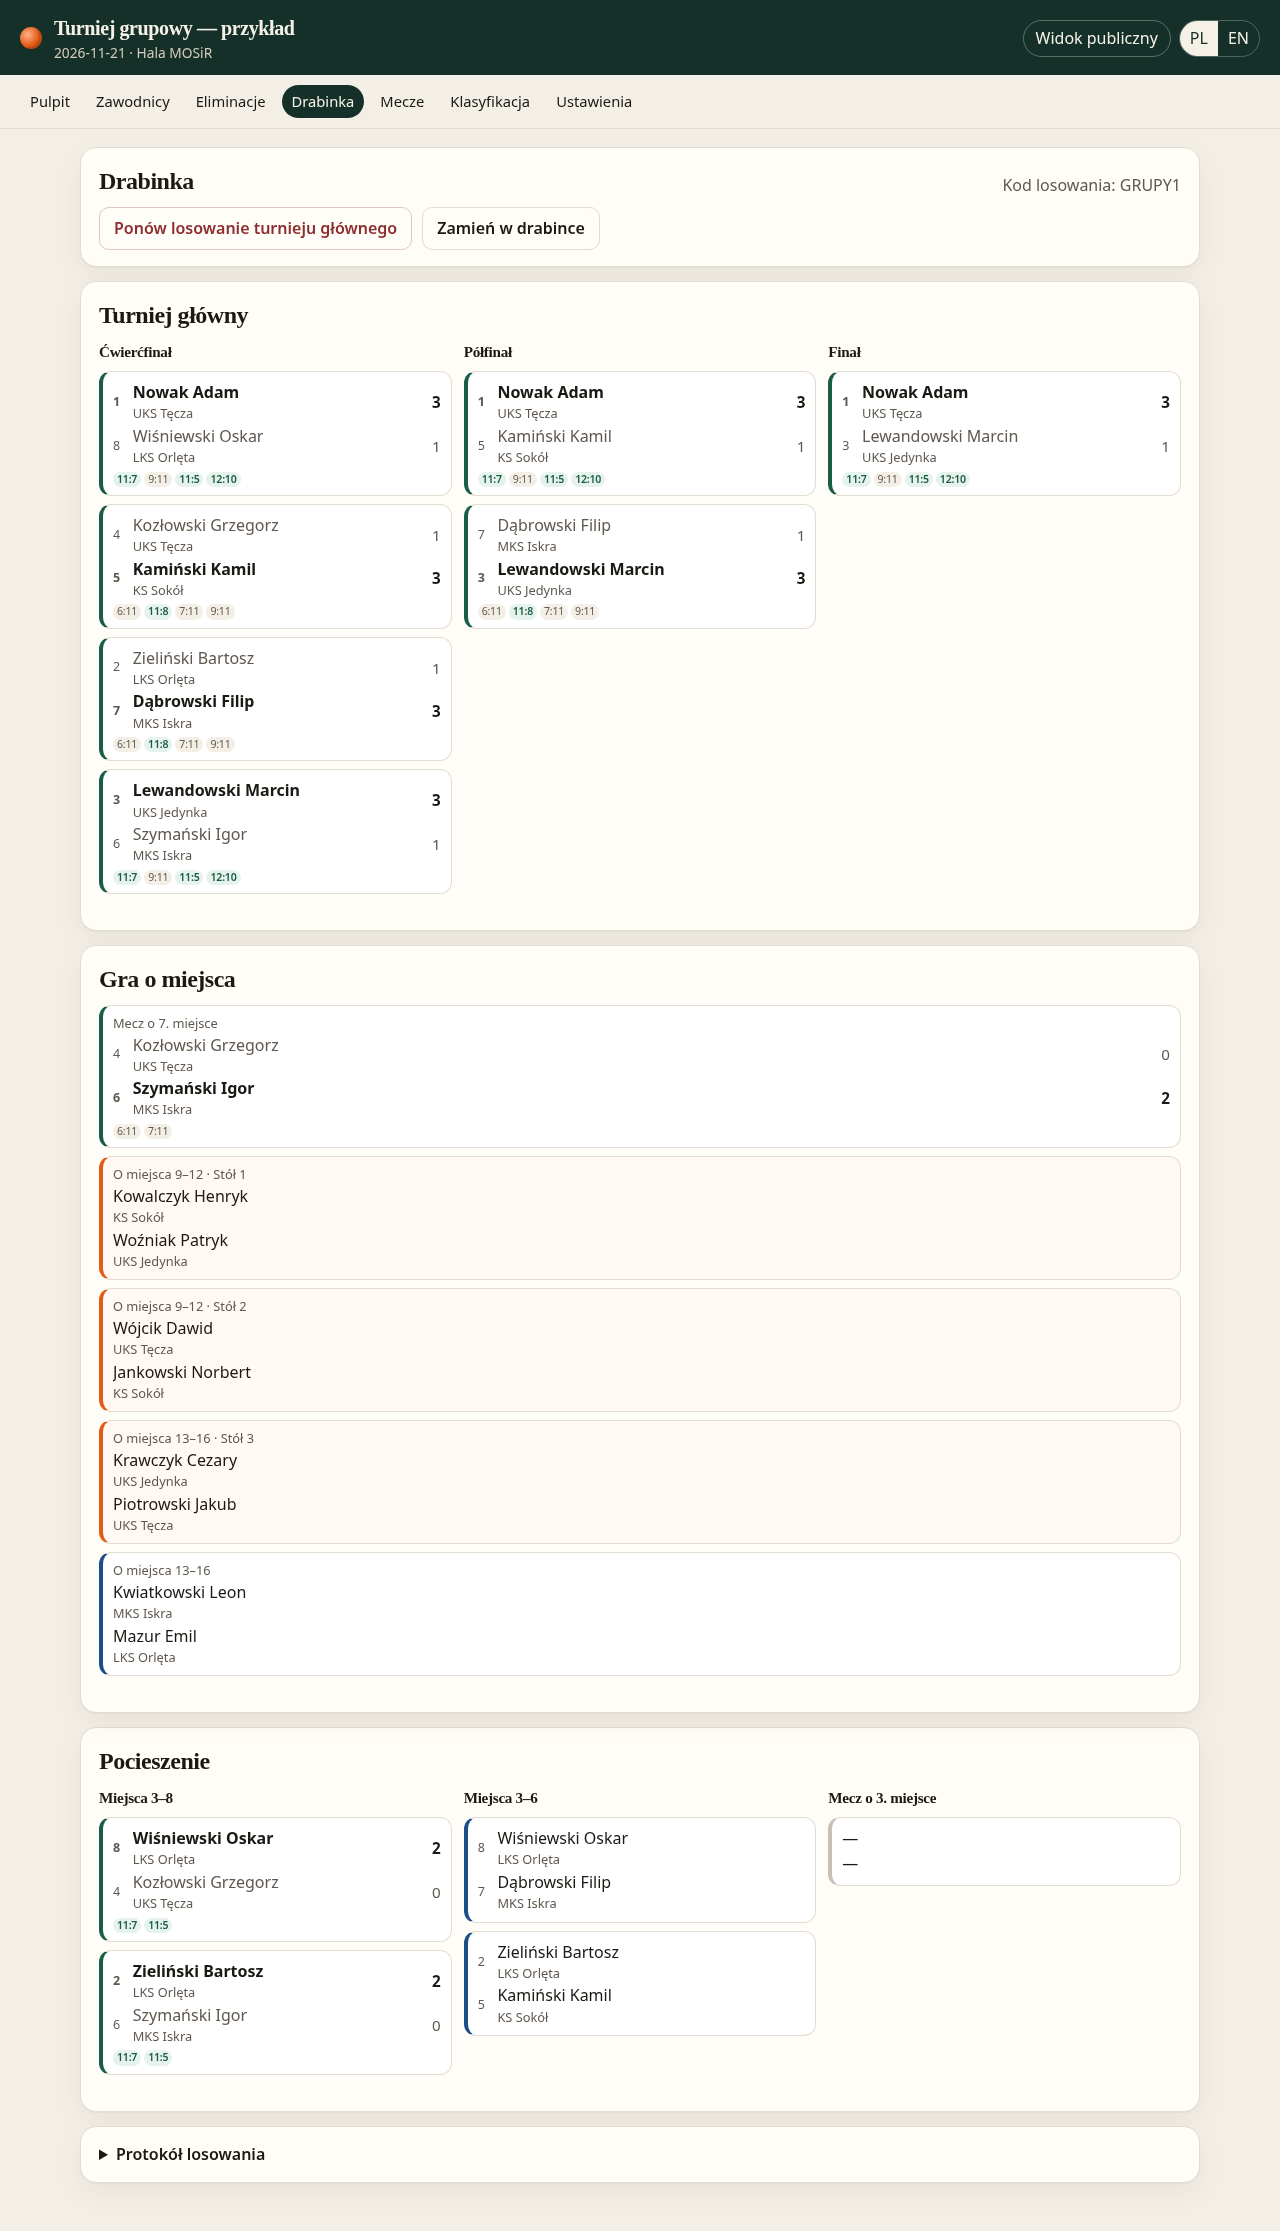 Turniej grupowy — przykład
2026-11-21 · Hala MOSiR
Widok publiczny
PL EN
Pulpit Zawodnicy Eliminacje Drabinka Mecze Klasyfikacja Ustawienia
Drabinka
Kod losowania: GRUPY1
Ponów losowanie turnieju głównego
Zamień w drabince
Turniej główny
Ćwierćfinał
1 Nowak Adam 3
UKS Tęcza
8 Wiśniewski Oskar 1
LKS Orlęta
11:7 9:11 11:5 12:10
4 Kozłowski Grzegorz 1
UKS Tęcza
5 Kamiński Kamil 3
KS Sokół
6:11 11:8 7:11 9:11
2 Zieliński Bartosz 1
LKS Orlęta
7 Dąbrowski Filip 3
MKS Iskra
6:11 11:8 7:11 9:11
3 Lewandowski Marcin 3
UKS Jedynka
6 Szymański Igor 1
MKS Iskra
11:7 9:11 11:5 12:10
Półfinał
1 Nowak Adam 3
UKS Tęcza
5 Kamiński Kamil 1
KS Sokół
11:7 9:11 11:5 12:10
7 Dąbrowski Filip 1
MKS Iskra
3 Lewandowski Marcin 3
UKS Jedynka
6:11 11:8 7:11 9:11
Finał
1 Nowak Adam 3
UKS Tęcza
3 Lewandowski Marcin 1
UKS Jedynka
11:7 9:11 11:5 12:10
Gra o miejsca
Mecz o 7. miejsce
4 Kozłowski Grzegorz 0
UKS Tęcza
6 Szymański Igor 2
MKS Iskra
6:11 7:11
O miejsca 9–12 · Stół 1
Kowalczyk Henryk
KS Sokół
Woźniak Patryk
UKS Jedynka
O miejsca 9–12 · Stół 2
Wójcik Dawid
UKS Tęcza
Jankowski Norbert
KS Sokół
O miejsca 13–16 · Stół 3
Krawczyk Cezary
UKS Jedynka
Piotrowski Jakub
UKS Tęcza
O miejsca 13–16
Kwiatkowski Leon
MKS Iskra
Mazur Emil
LKS Orlęta
Pocieszenie
Miejsca 3–8
8 Wiśniewski Oskar 2
LKS Orlęta
4 Kozłowski Grzegorz 0
UKS Tęcza
11:7 11:5
2 Zieliński Bartosz 2
LKS Orlęta
6 Szymański Igor 0
MKS Iskra
11:7 11:5
Miejsca 3–6
8 Wiśniewski Oskar
LKS Orlęta
7 Dąbrowski Filip
MKS Iskra
2 Zieliński Bartosz
LKS Orlęta
5 Kamiński Kamil
KS Sokół
Mecz o 3. miejsce
—
—
Protokół losowania